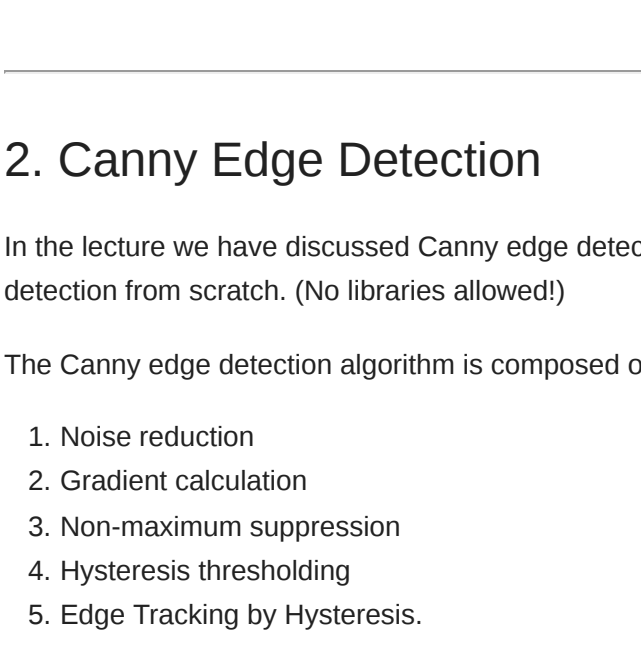 2. Canny Edge Detection
In the lecture we have discussed Canny edge detec
detection from scratch. (No libraries allowed!)
The Canny edge detection algorithm is composed o
1. Noise reduction
2. Gradient calculation
3. Non-maximum suppression
4. Hysteresis thresholding
5. Edge Tracking by Hysteresis.